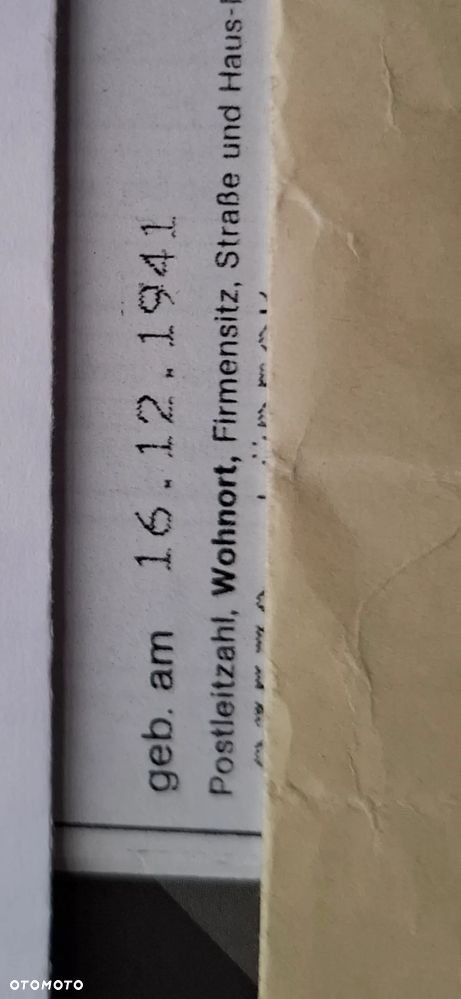 geb. am 16.12.1941
Postleitzahl, Wohnort, Firmensitz, Straße und Haus-
OTOMOTO